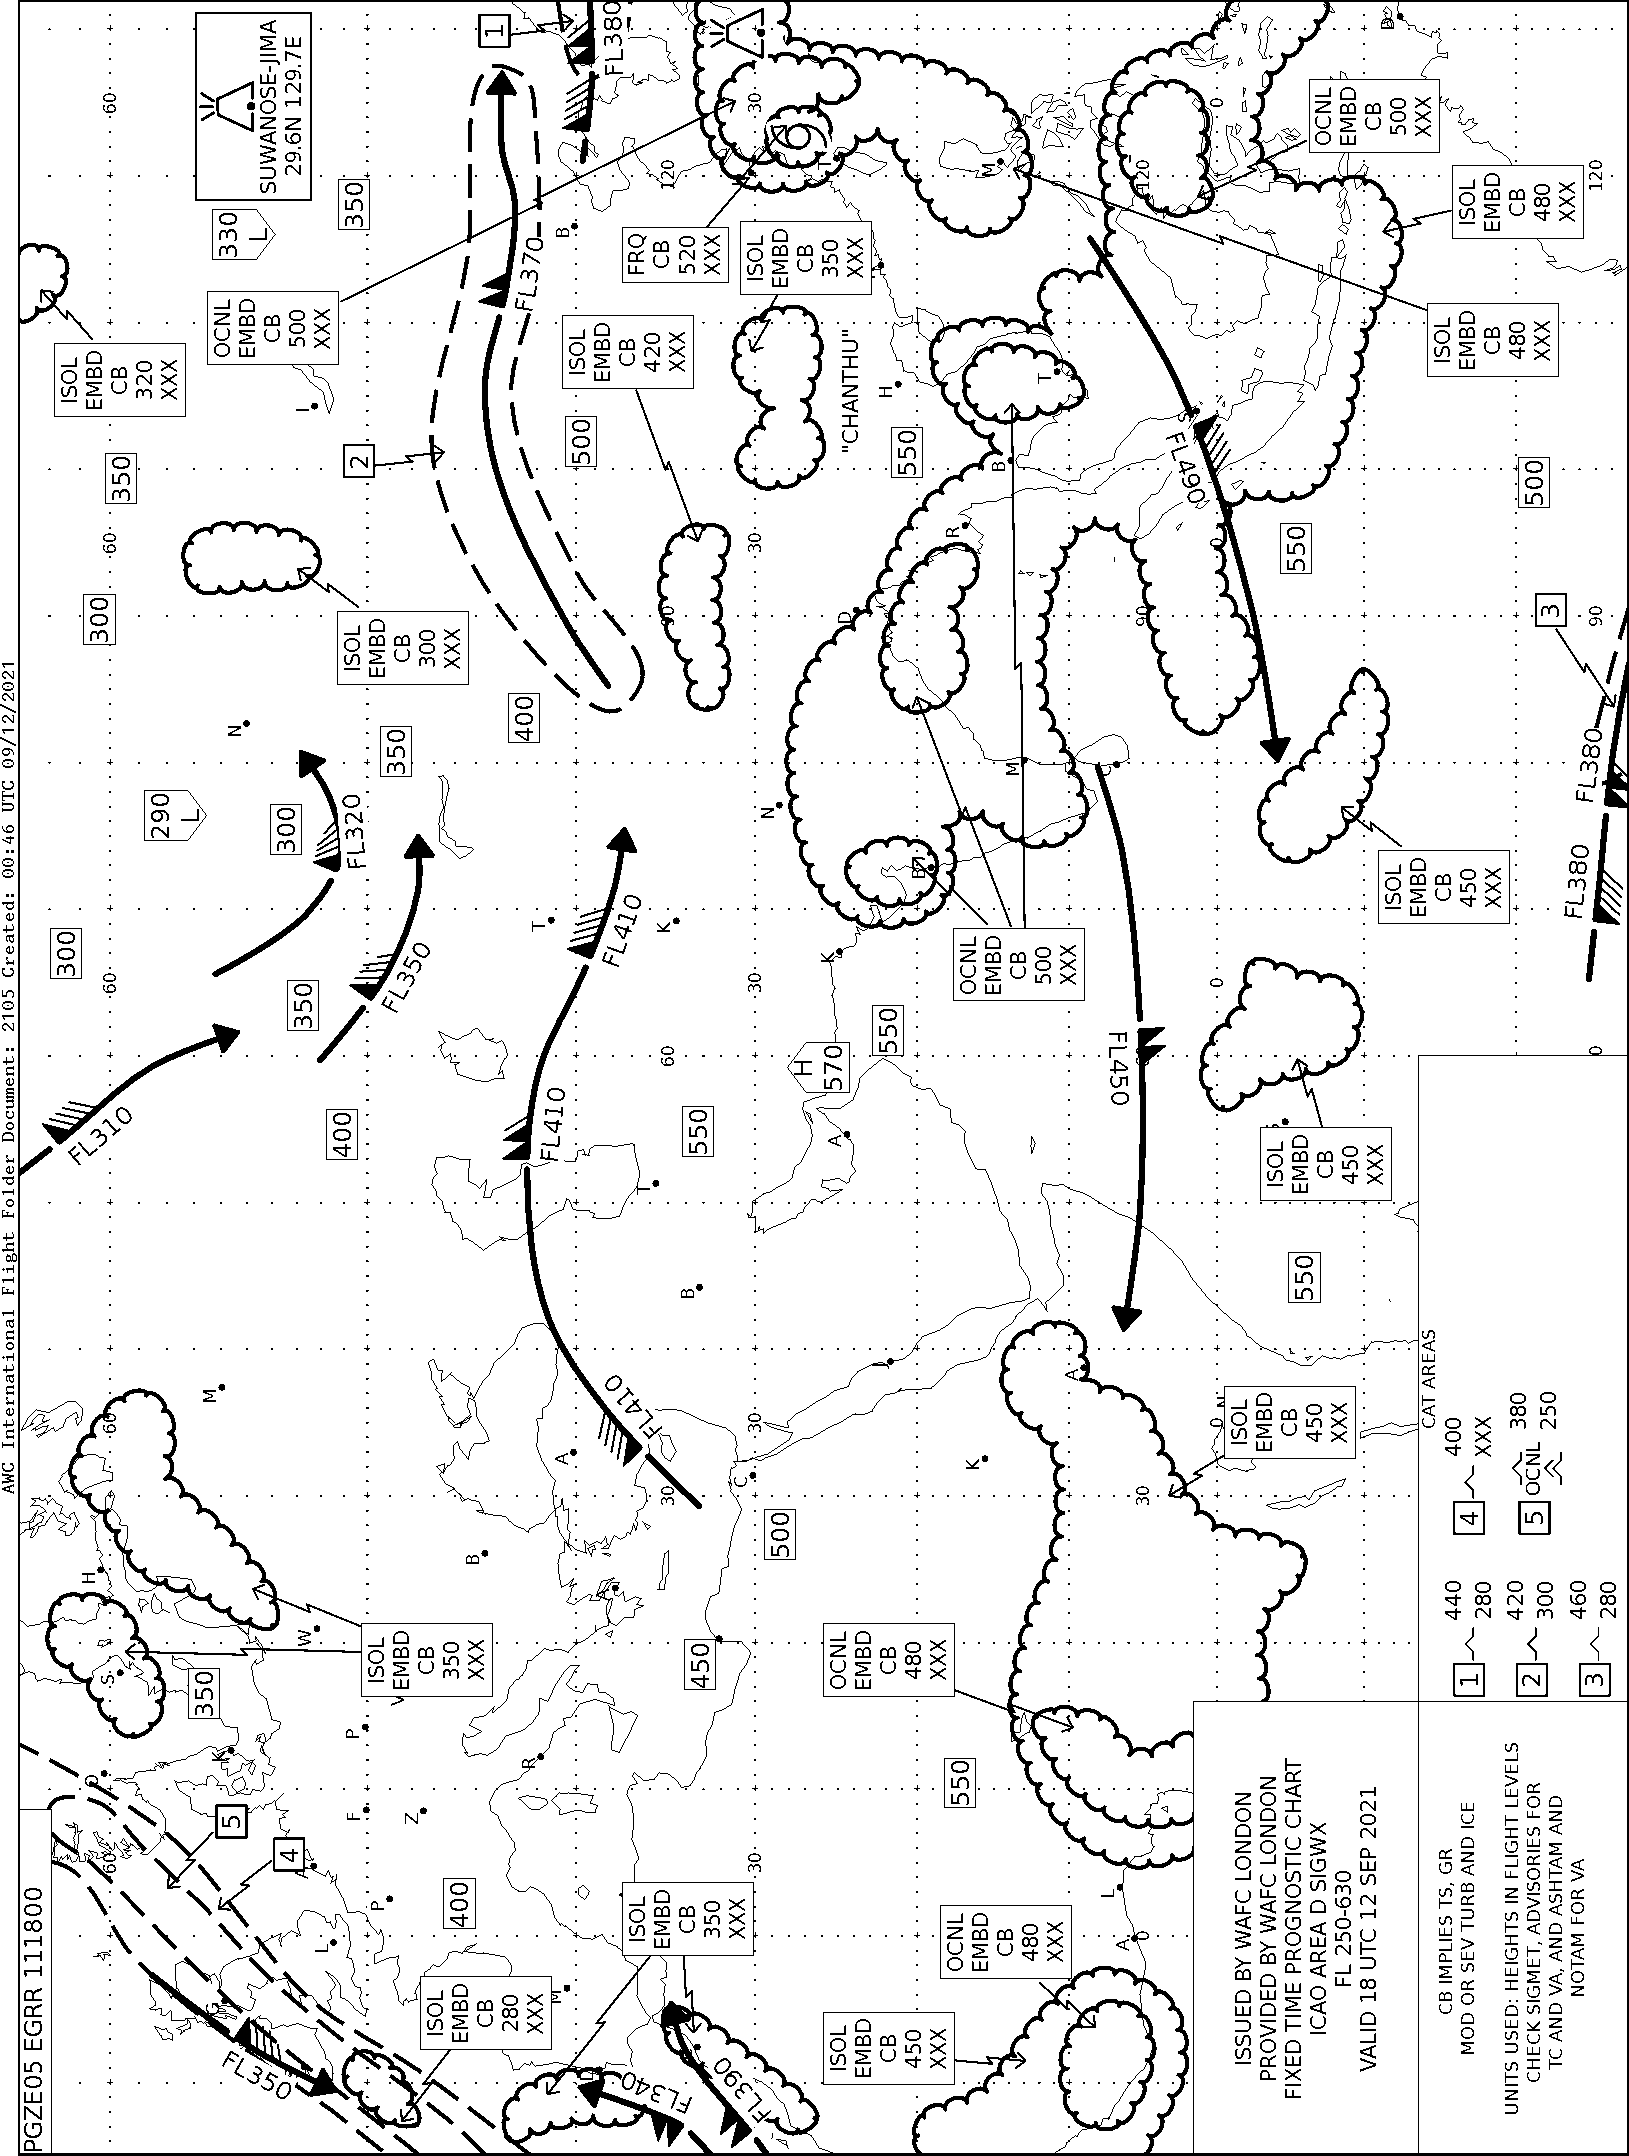 AWC International Flight Folder Document: 2105 Created: 00:46 UTC 09/12/2021
PGZE05 EGRR 111800
SUWANOSE-JIMA
29.6N 129.7E
330
L
350
ISOL
EMBD
CB
320
XXX
OCNL
EMBD
CB
500
XXX
1
FL380
FL370
2
FRQ
CB
520
XXX
ISOL
EMBD
CB
350
XXX
ISOL
EMBD
CB
420
XXX
"CHANTHU"
OCNL
EMBD
CB
500
XXX
ISOL
EMBD
CB
480
XXX
ISOL
EMBD
CB
480
XXX
350
300
ISOL
EMBD
CB
300
XXX
500
550
FL490
550
500
3
FL380
FL380
290
L
300
FL320
350
400
300
350
FL350
FL310
400
FL410
FL410
FL410
550
H
570
550
OCNL
EMBD
CB
500
XXX
FL450
ISOL
EMBD
CB
450
XXX
ISOL
EMBD
CB
450
XXX
550
ISOL
EMBD
CB
450
XXX
ISOL
EMBD
CB
350
XXX
350
450
500
OCNL
EMBD
CB
480
XXX
550
5
4
400
FL350
ISOL
EMBD
CB
280
XXX
ISOL
EMBD
CB
350
XXX
FL340
FL390
OCNL
EMBD
CB
480
XXX
ISOL
EMBD
CB
450
XXX
60
60
60
60
60
30
30
30
30
30
30
30
60
90
90
120
120
120
0
0
0
CAT AREAS
1 440
280
2 420
300
3 460
280
4 400
XXX
5 OCNL 380
250
ISSUED BY WAFC LONDON
PROVIDED BY WAFC LONDON
FIXED TIME PROGNOSTIC CHART
ICAO AREA D SIGWX
FL 250-630
VALID 18 UTC 12 SEP 2021
CB IMPLIES TS, GR
MOD OR SEV TURB AND ICE
UNITS USED: HEIGHTS IN FLIGHT LEVELS
CHECK SIGMET, ADVISORIES FOR
TC AND VA, AND ASHTAM AND
NOTAM FOR VA